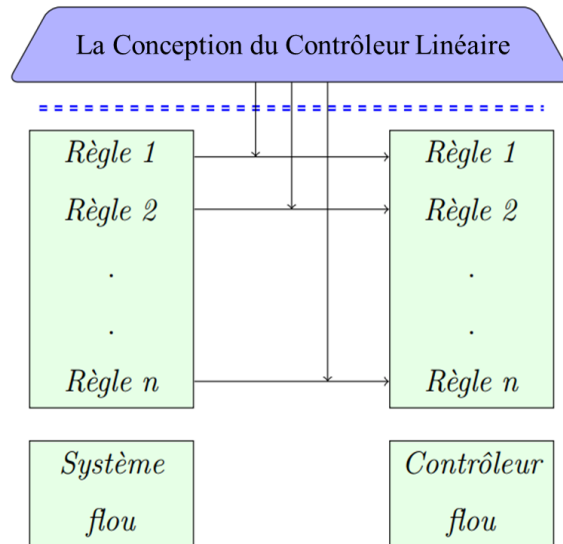 La Conception du Contrôleur Linéaire
Règle 1
Règle 2
.
.
Règle n
Règle 1
Règle 2
.
.
Règle n
Système
flou
Contrôleur
flou